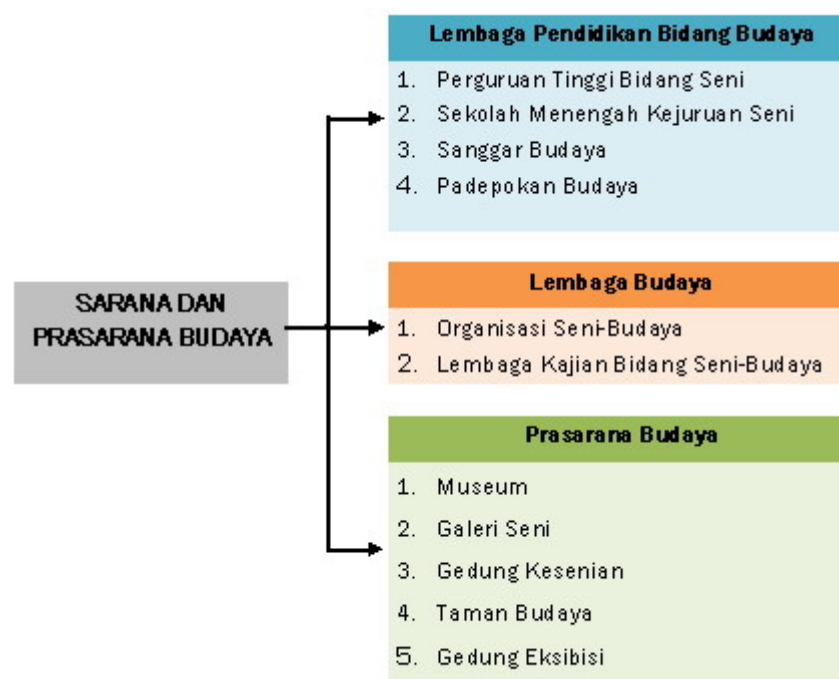 SARANA DAN
PRASARANA BUDAYA
Lembaga Pendidikan Bidang Budaya
1. Perguruan Tinggi Bidang Seni
2. Sekolah Menengah Kejuruan Seni
3. Sanggar Budaya
4. Padepokan Budaya
Lembaga Budaya
1. Organisasi Seni-Budaya
2. Lembaga Kajian Bidang Seni-Budaya
Prasarana Budaya
1. Museum
2. Galeri Seni
3. Gedung Kesenian
4. Taman Budaya
5. Gedung Eksibisi